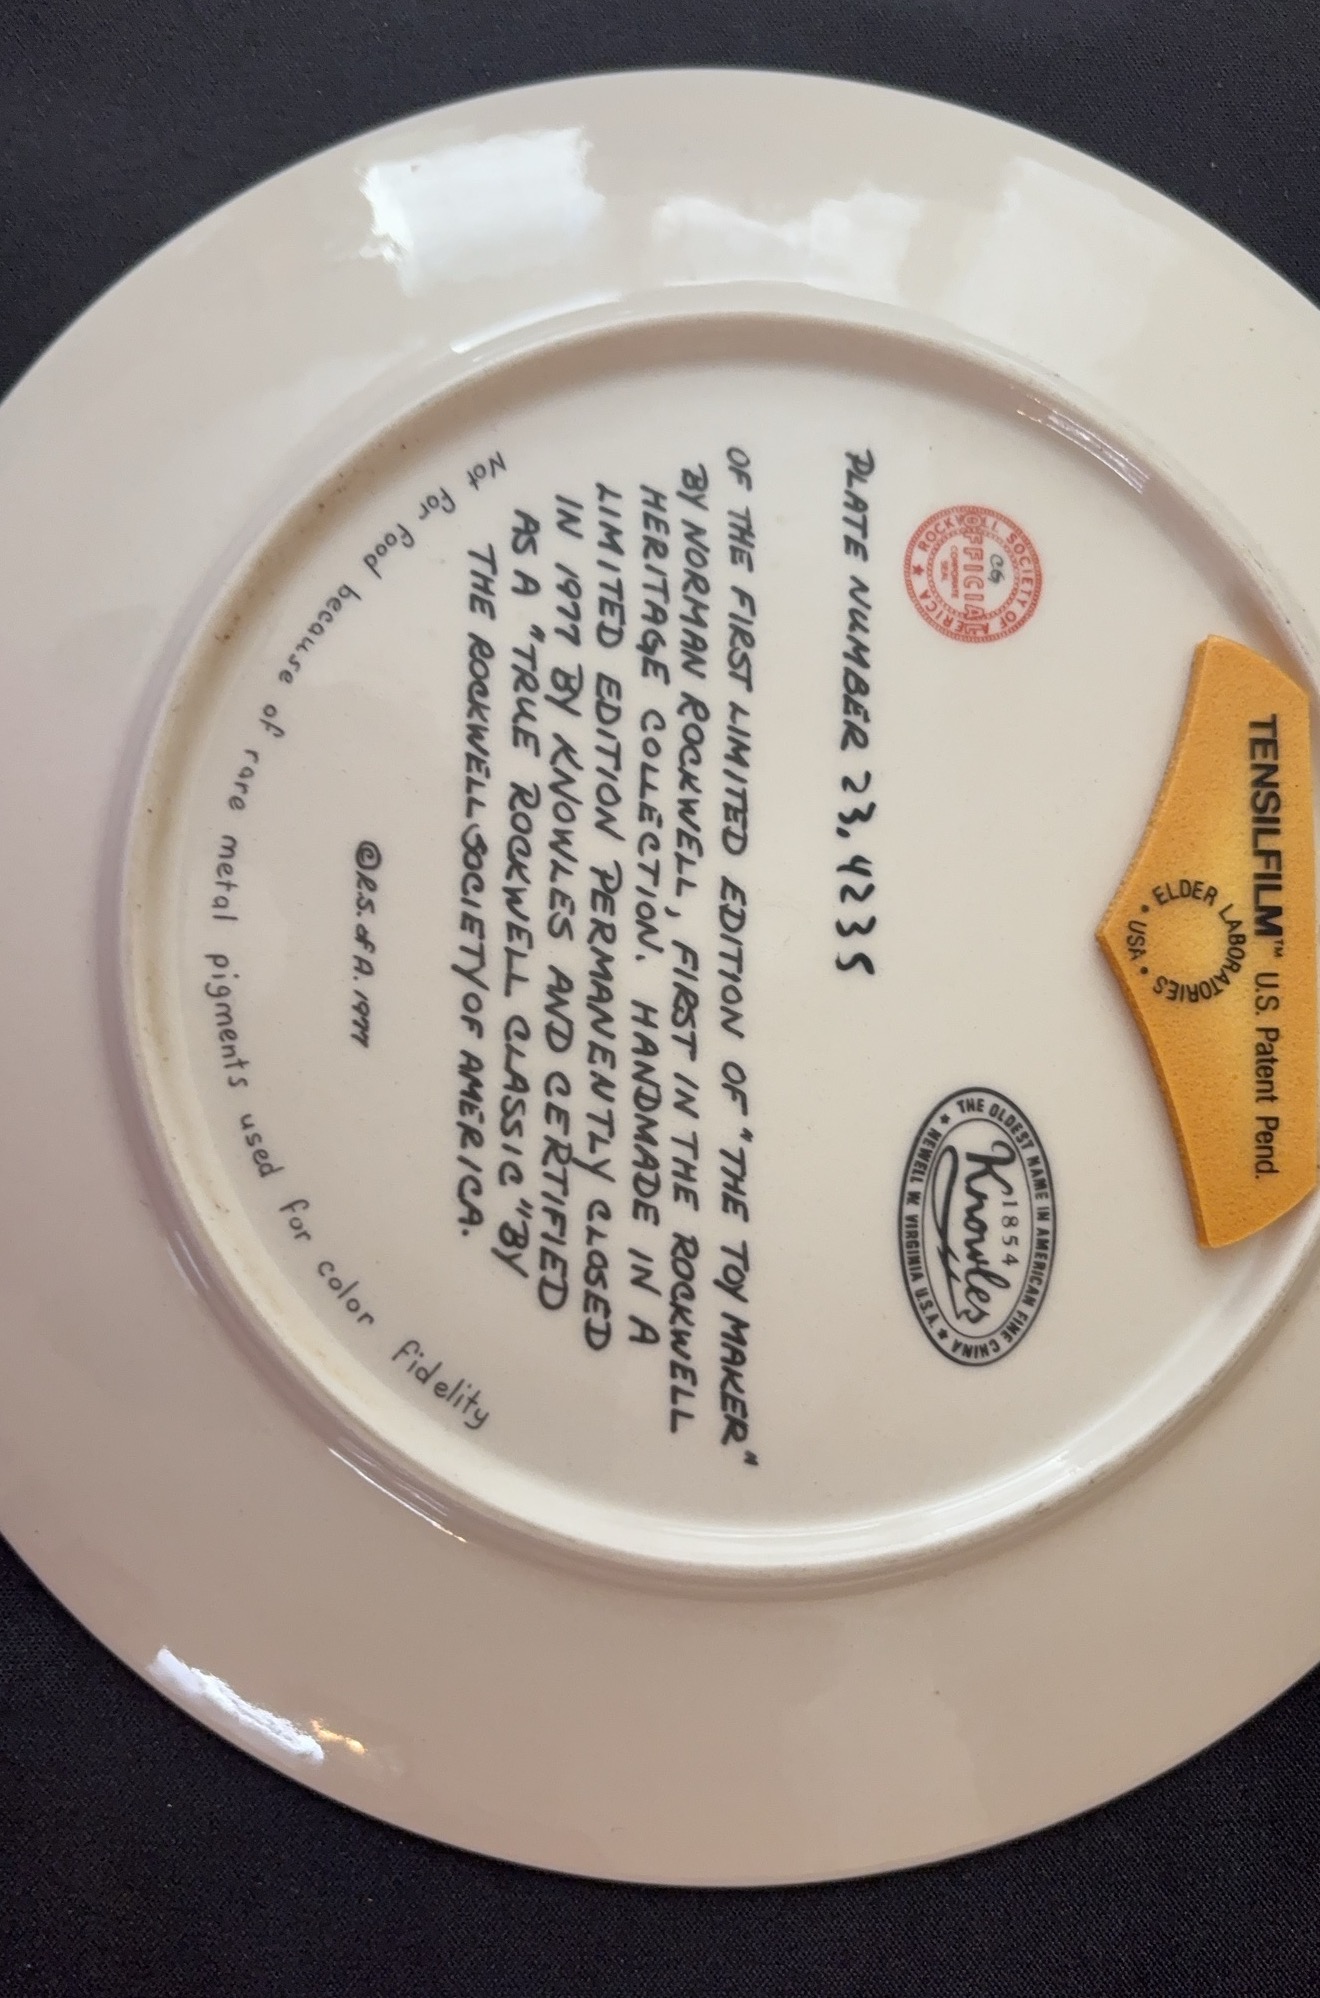 TENSILFILM™ U.S. Patent Pend.
ELDER LABORATORIES
• USA •
★ ROCKWELL SOCIETY OF AMERICA ★
OFFICIAL
CORPORATE
SEAL
CG
THE OLDEST NAME IN AMERICAN FINE CHINA
1854
Knowles
★ NEWELL W. VIRGINIA U.S.A. ★
PLATE NUMBER 23,4235
OF THE FIRST LIMITED EDITION OF "THE TOY MAKER"
BY NORMAN ROCKWELL, FIRST IN THE ROCKWELL
HERITAGE COLLECTION. HANDMADE IN A
LIMITED EDITION PERMANENTLY CLOSED
IN 1977 BY KNOWLES AND CERTIFIED
AS A "TRUE ROCKWELL CLASSIC" BY
THE ROCKWELL SOCIETY OF AMERICA.
©R.S. of A. 1977
Not for food because of rare metal pigments used for color fidelity